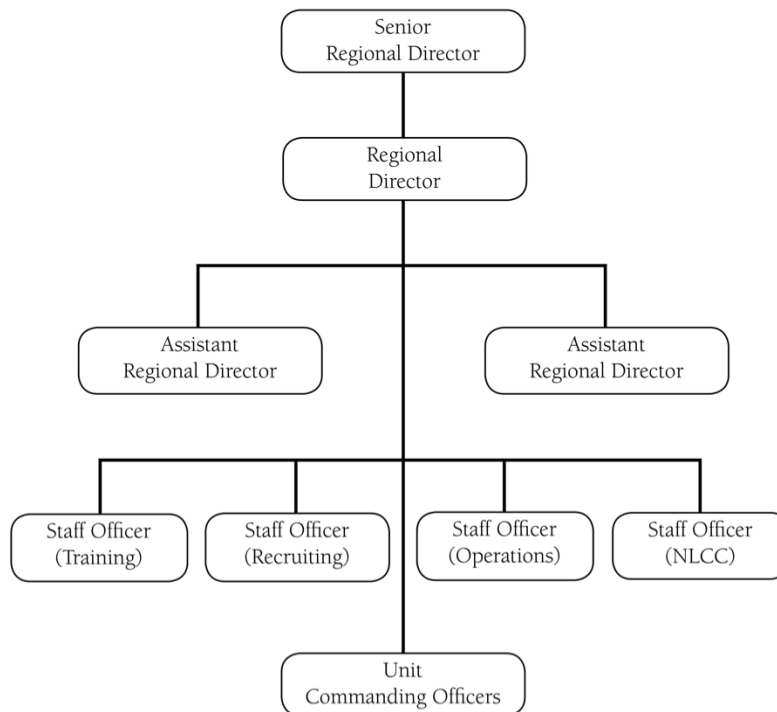 Senior
Regional Director
Regional
Director
Assistant
Regional Director
Assistant
Regional Director
Staff Officer
(Training)
Staff Officer
(Recruiting)
Staff Officer
(Operations)
Staff Officer
(NLCC)
Unit
Commanding Officers